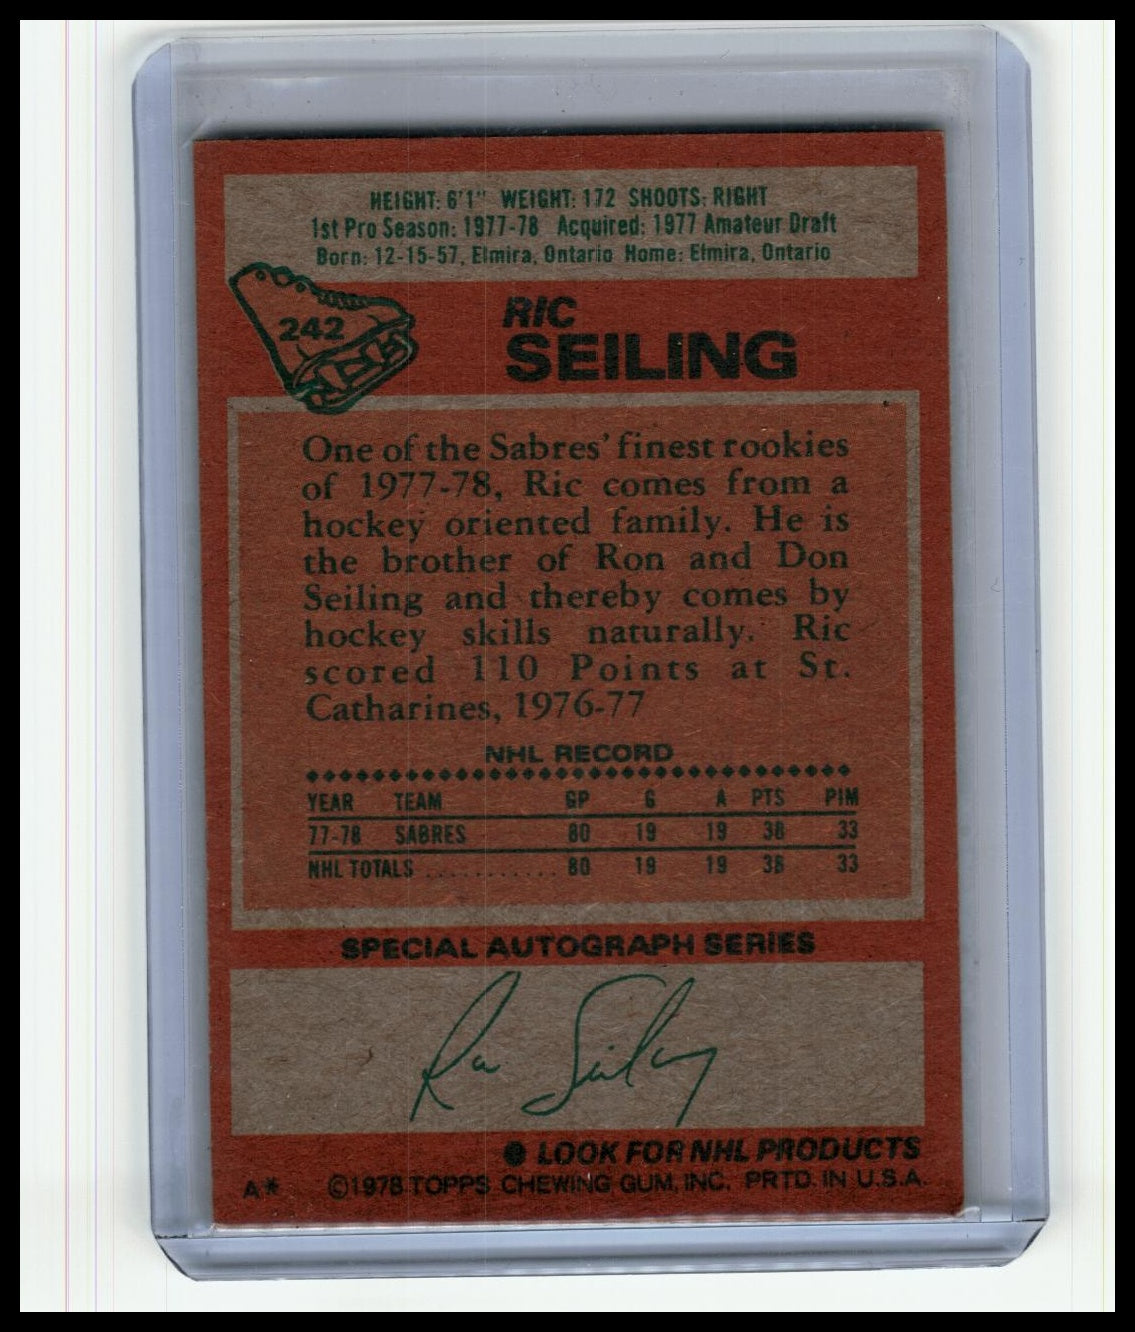 HEIGHT: 6'1" WEIGHT: 172 SHOOTS: RIGHT
1st Pro Season: 1977-78 Acquired: 1977 Amateur Draft
Born: 12-15-57, Elmira, Ontario Home: Elmira, Ontario
242
RIC
SEILING
One of the Sabres' finest rookies
of 1977-78, Ric comes from a
hockey oriented family. He is
the brother of Ron and Don
Seiling and thereby comes by
hockey skills naturally. Ric
scored 110 Points at St.
Catharines, 1976-77
NHL RECORD
YEAR TEAM GP G A PTS PIM
77-78 SABRES 80 19 19 38 33
NHL TOTALS ........... 80 19 19 38 33
SPECIAL AUTOGRAPH SERIES
Ric Seiling
LOOK FOR NHL PRODUCTS
A* ©1978 TOPPS CHEWING GUM, INC. PRTD. IN U.S.A.